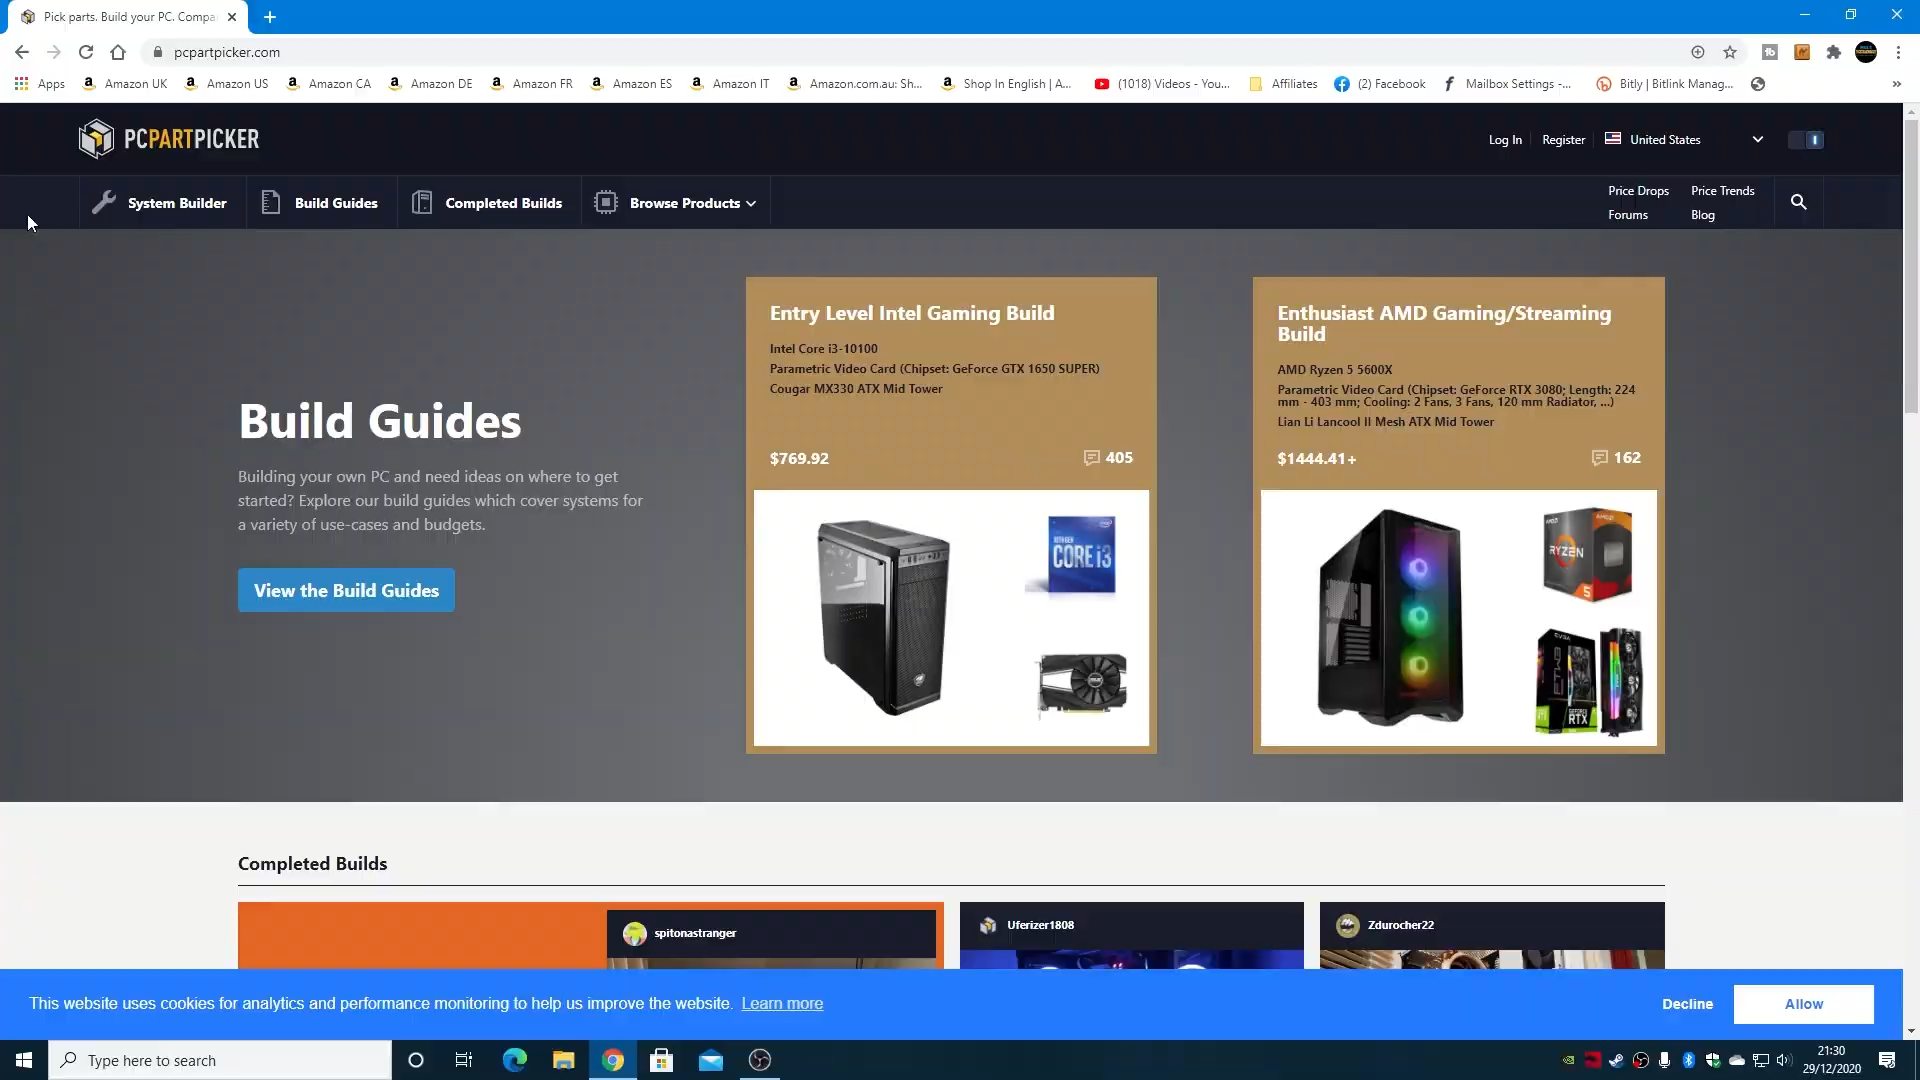 Pick parts. Build your PC. Compa
pcpartpicker.com
Apps
Amazon UK
Amazon US
Amazon CA
Amazon DE
Amazon FR
Amazon ES
Amazon IT
Amazon.com.au: Sh...
Shop In English | A...
(1018) Videos - You...
Affiliates
(2) Facebook
Mailbox Settings -...
Bitly | Bitlink Manag...
PCPARTPICKER
Log In
Register
United States
System Builder
Build Guides
Completed Builds
Browse Products
Price Drops
Price Trends
Forums
Blog
Build Guides
Building your own PC and need ideas on where to get
started? Explore our build guides which cover systems for
a variety of use-cases and budgets.
View the Build Guides
Entry Level Intel Gaming Build
Intel Core i3-10100
Parametric Video Card (Chipset: GeForce GTX 1650 SUPER)
Cougar MX330 ATX Mid Tower
$769.92
405
CORE i3
Enthusiast AMD Gaming/Streaming
Build
AMD Ryzen 5 5600X
Parametric Video Card (Chipset: GeForce RTX 3080; Length: 224
mm - 403 mm; Cooling: 2 Fans, 3 Fans, 120 mm Radiator, ...)
Lian Li Lancool II Mesh ATX Mid Tower
$1444.41+
162
AMD
RYZEN
5
EVGA
FTW3
GEFORCE
RTX
Completed Builds
spitonastranger
Uferizer1808
Zdurocher22
This website uses cookies for analytics and performance monitoring to help us improve the website. Learn more
Decline
Allow
Type here to search
21:30
29/12/2020